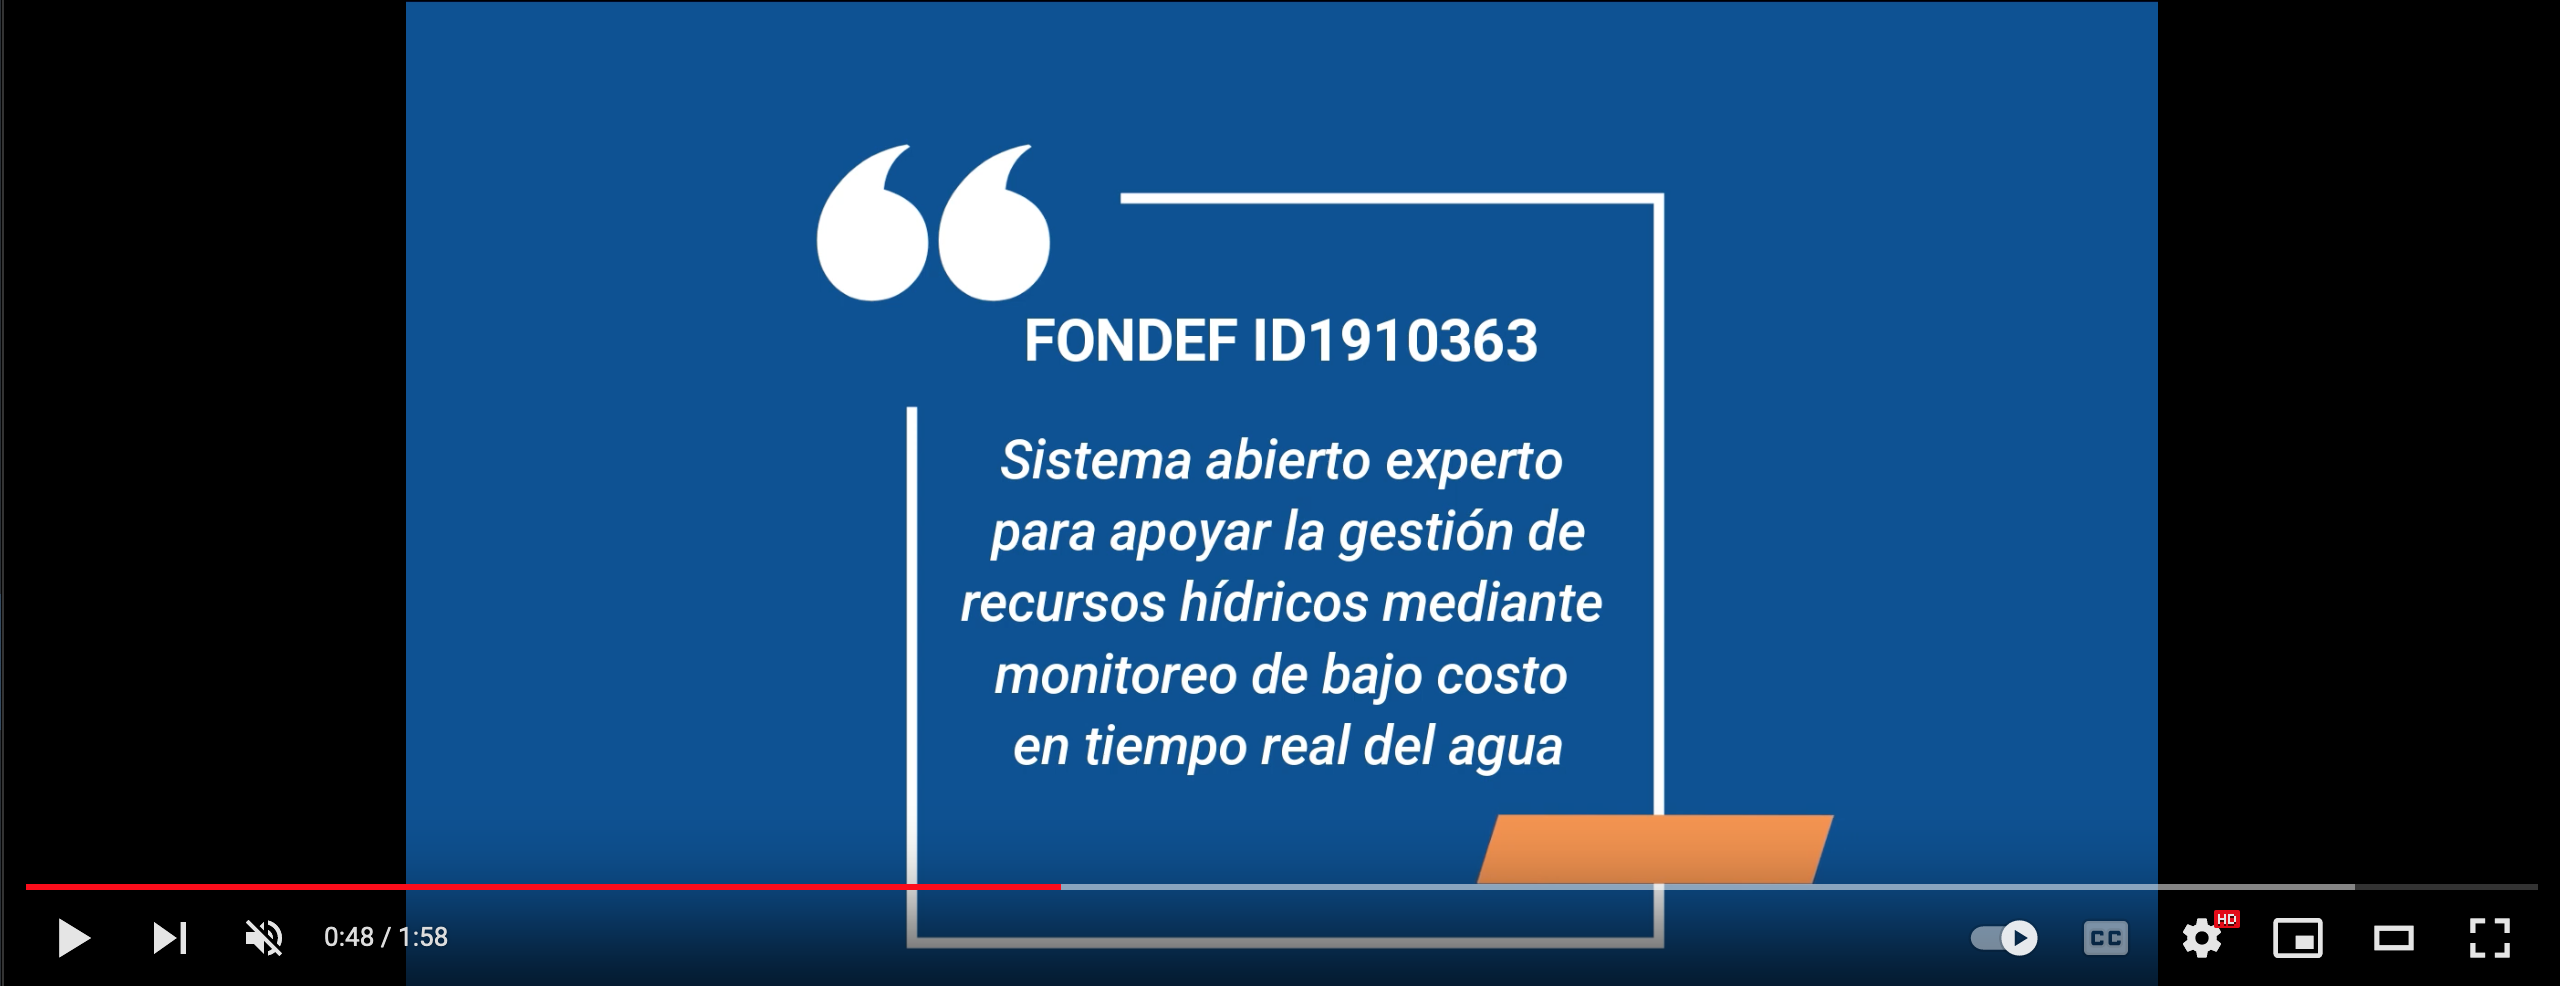 FONDEF ID1910363
Sistema abierto experto
para apoyar la gestión de
recursos hídricos mediante
monitoreo de bajo costo
en tiempo real del agua
0:48 / 1:58
CC
HD